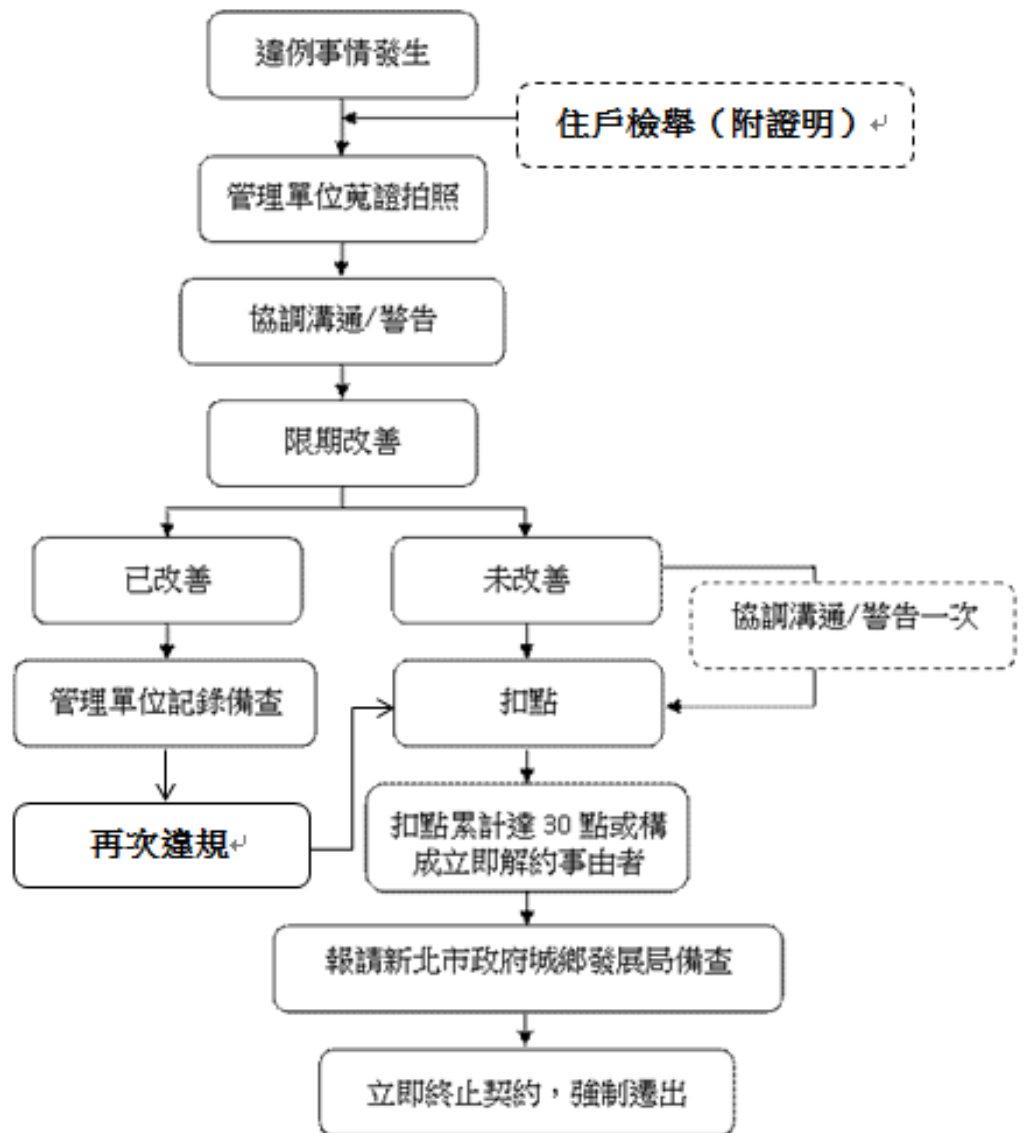 違例事情發生
住戶檢舉（附證明）
管理單位蒐證拍照
協調溝通/警告
限期改善
已改善
未改善
協調溝通/警告一次
管理單位記錄備查
扣點
再次違規
扣點累計達 30 點或構
成立即解約事由者
報請新北市政府城鄉發展局備查
立即終止契約，強制遷出